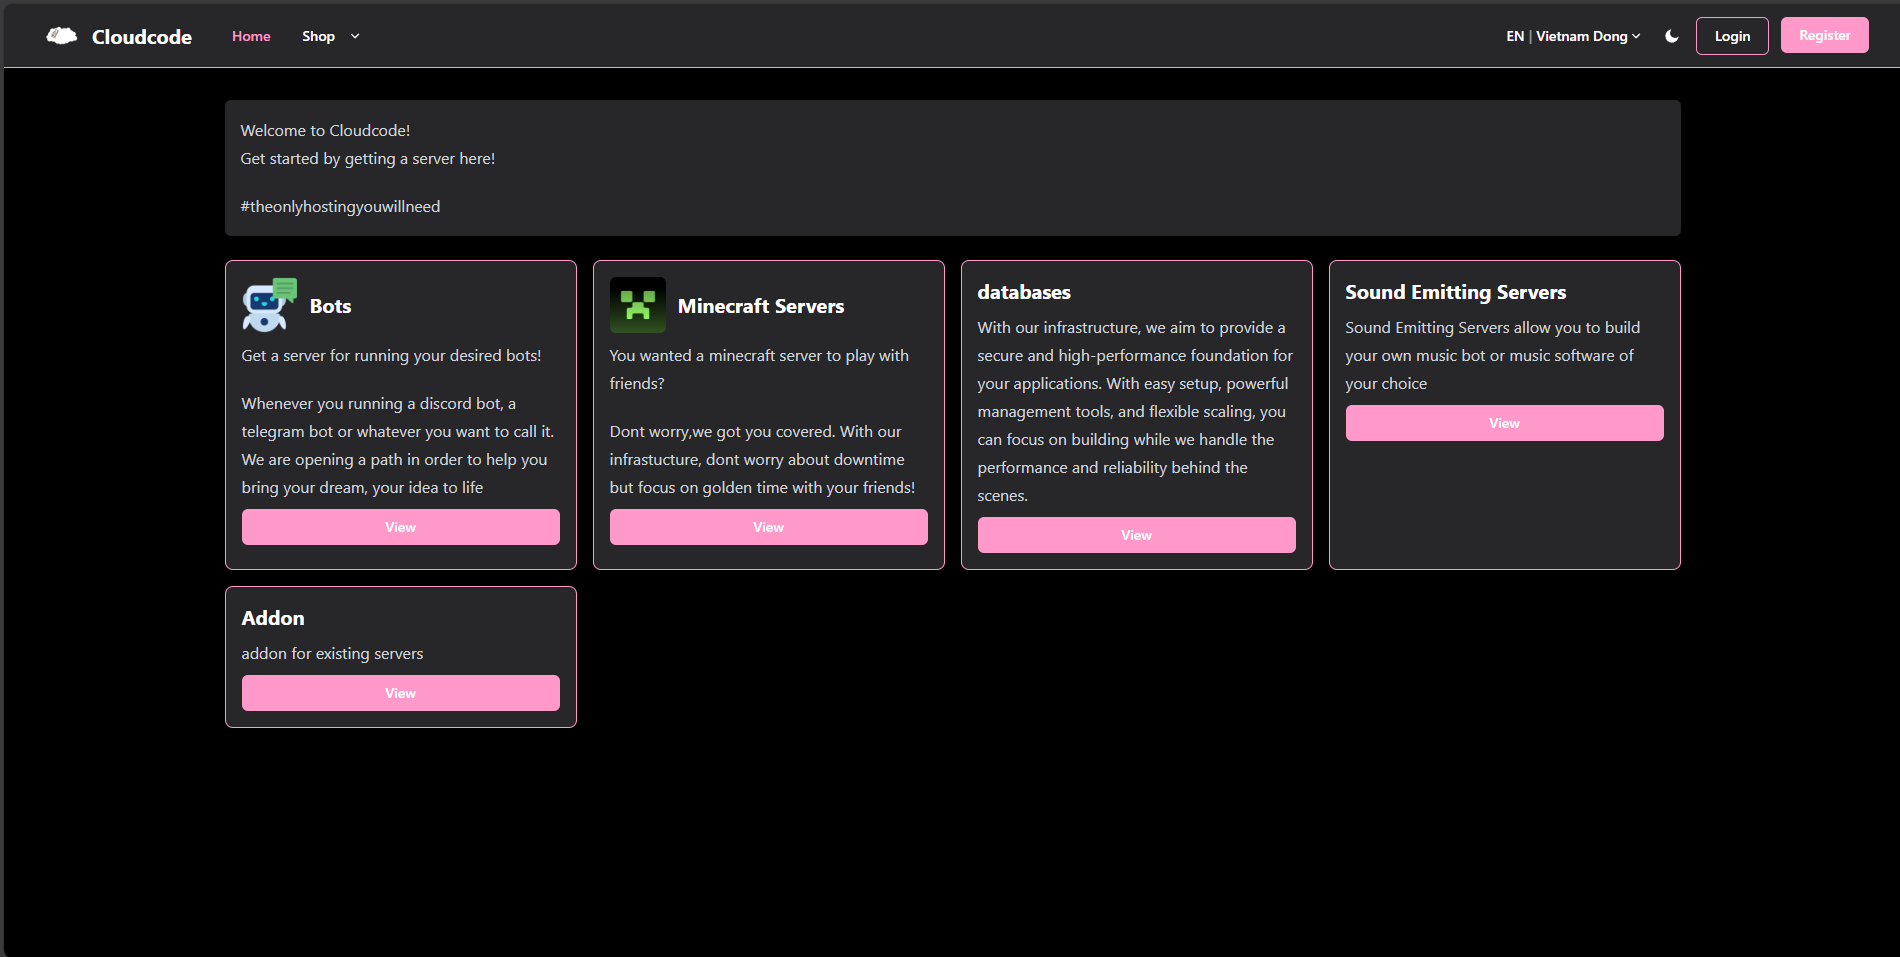 Cloudcode
Home
Shop
EN | Vietnam Dong
Login
Register
Welcome to Cloudcode!
Get started by getting a server here!
#theonlyhostingyouwillneed
Bots
Get a server for running your desired bots!
Whenever you running a discord bot, a
telegram bot or whatever you want to call it.
We are opening a path in order to help you
bring your dream, your idea to life
View
Minecraft Servers
You wanted a minecraft server to play with
friends?
Dont worry,we got you covered. With our
infrastucture, dont worry about downtime
but focus on golden time with your friends!
View
databases
With our infrastructure, we aim to provide a
secure and high-performance foundation for
your applications. With easy setup, powerful
management tools, and flexible scaling, you
can focus on building while we handle the
performance and reliability behind the
scenes.
View
Sound Emitting Servers
Sound Emitting Servers allow you to build
your own music bot or music software of
your choice
View
Addon
addon for existing servers
View